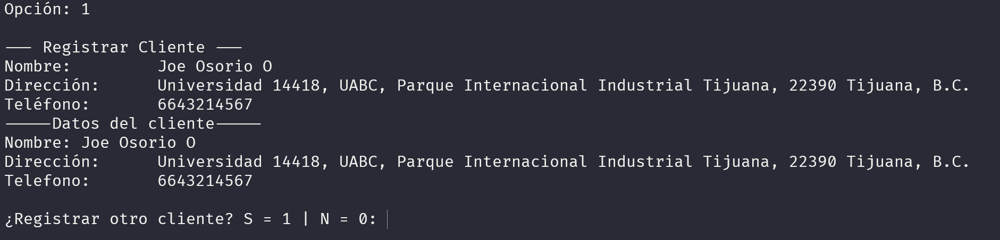 Opción: 1
--- Registrar Cliente ---
Nombre:         Joe Osorio O
Dirección:      Universidad 14418, UABC, Parque Internacional Industrial Tijuana, 22390 Tijuana, B.C.
Teléfono:       6643214567
-----Datos del cliente-----
Nombre: Joe Osorio O
Dirección:      Universidad 14418, UABC, Parque Internacional Industrial Tijuana, 22390 Tijuana, B.C.
Telefono:       6643214567
¿Registrar otro cliente? S = 1 | N = 0: